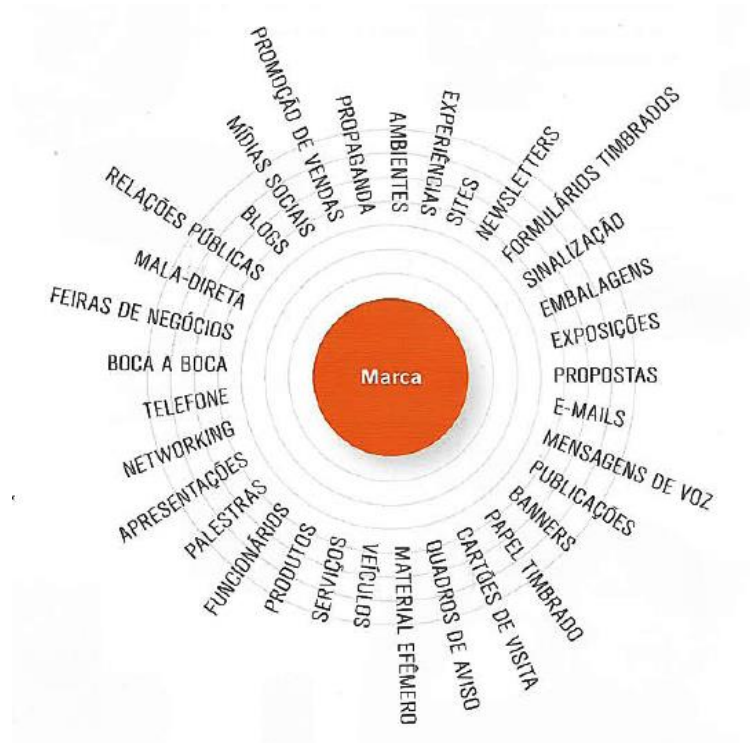 PROMOÇÃO DE VENDAS
PROPAGANDA
AMBIENTES
EXPERIÊNCIAS
SITES
NEWSLETTERS
FORMULÁRIOS TIMBRADOS
SINALIZAÇÃO
EMBALAGENS
EXPOSIÇÕES
PROPOSTAS
E-MAILS
MENSAGENS DE VOZ
PUBLICAÇÕES
BANNERS
PAPEL TIMBRADO
CARTÕES DE VISITA
QUADROS DE AVISO
MATERIAL EFÊMERO
VEÍCULOS
SERVIÇOS
PRODUTOS
FUNCIONÁRIOS
PALESTRAS
APRESENTAÇÕES
NETWORKING
TELEFONE
BOCA A BOCA
FEIRAS DE NEGÓCIOS
MALA-DIRETA
RELAÇÕES PÚBLICAS
BLOGS
MÍDIAS SOCIAIS
Marca